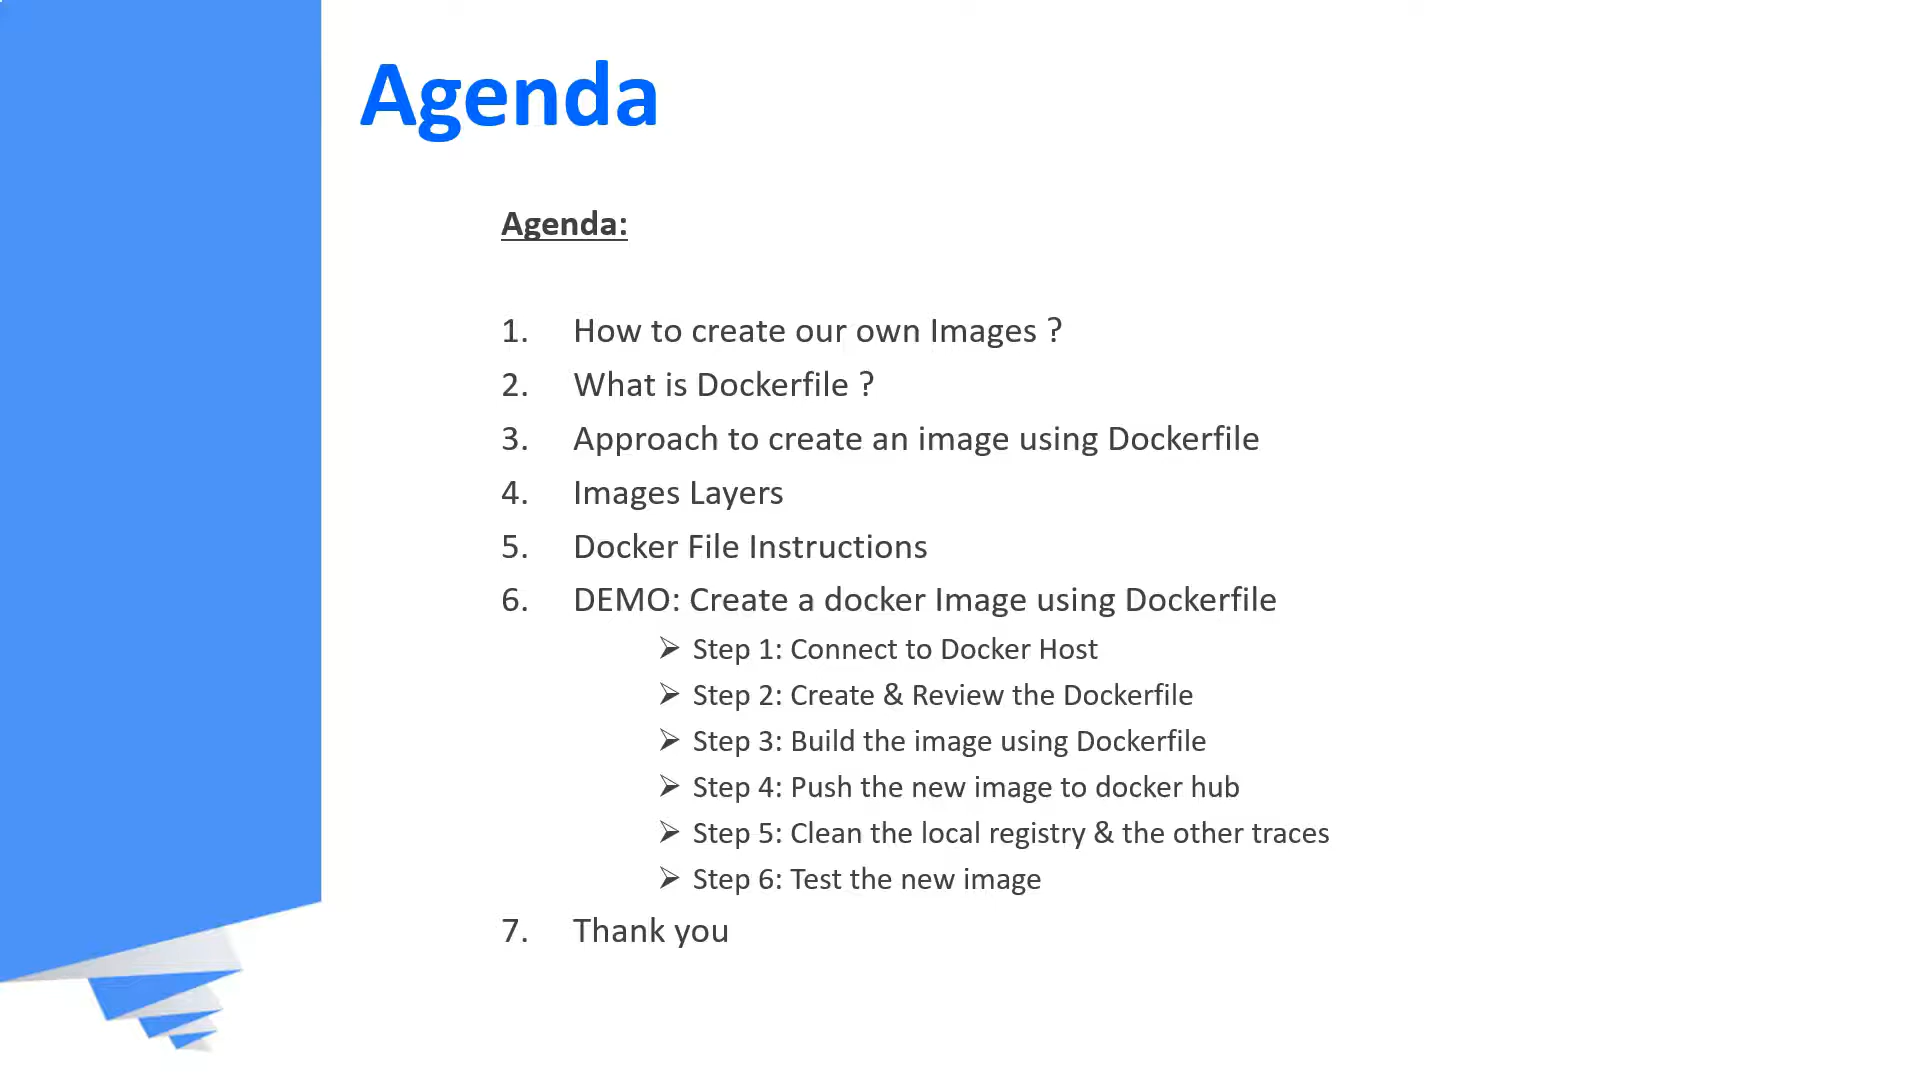 Agenda
Agenda:
1. How to create our own Images ?
2. What is Dockerfile ?
3. Approach to create an image using Dockerfile
4. Images Layers
5. Docker File Instructions
6. DEMO: Create a docker Image using Dockerfile
➢ Step 1: Connect to Docker Host
➢ Step 2: Create & Review the Dockerfile
➢ Step 3: Build the image using Dockerfile
➢ Step 4: Push the new image to docker hub
➢ Step 5: Clean the local registry & the other traces
➢ Step 6: Test the new image
7. Thank you